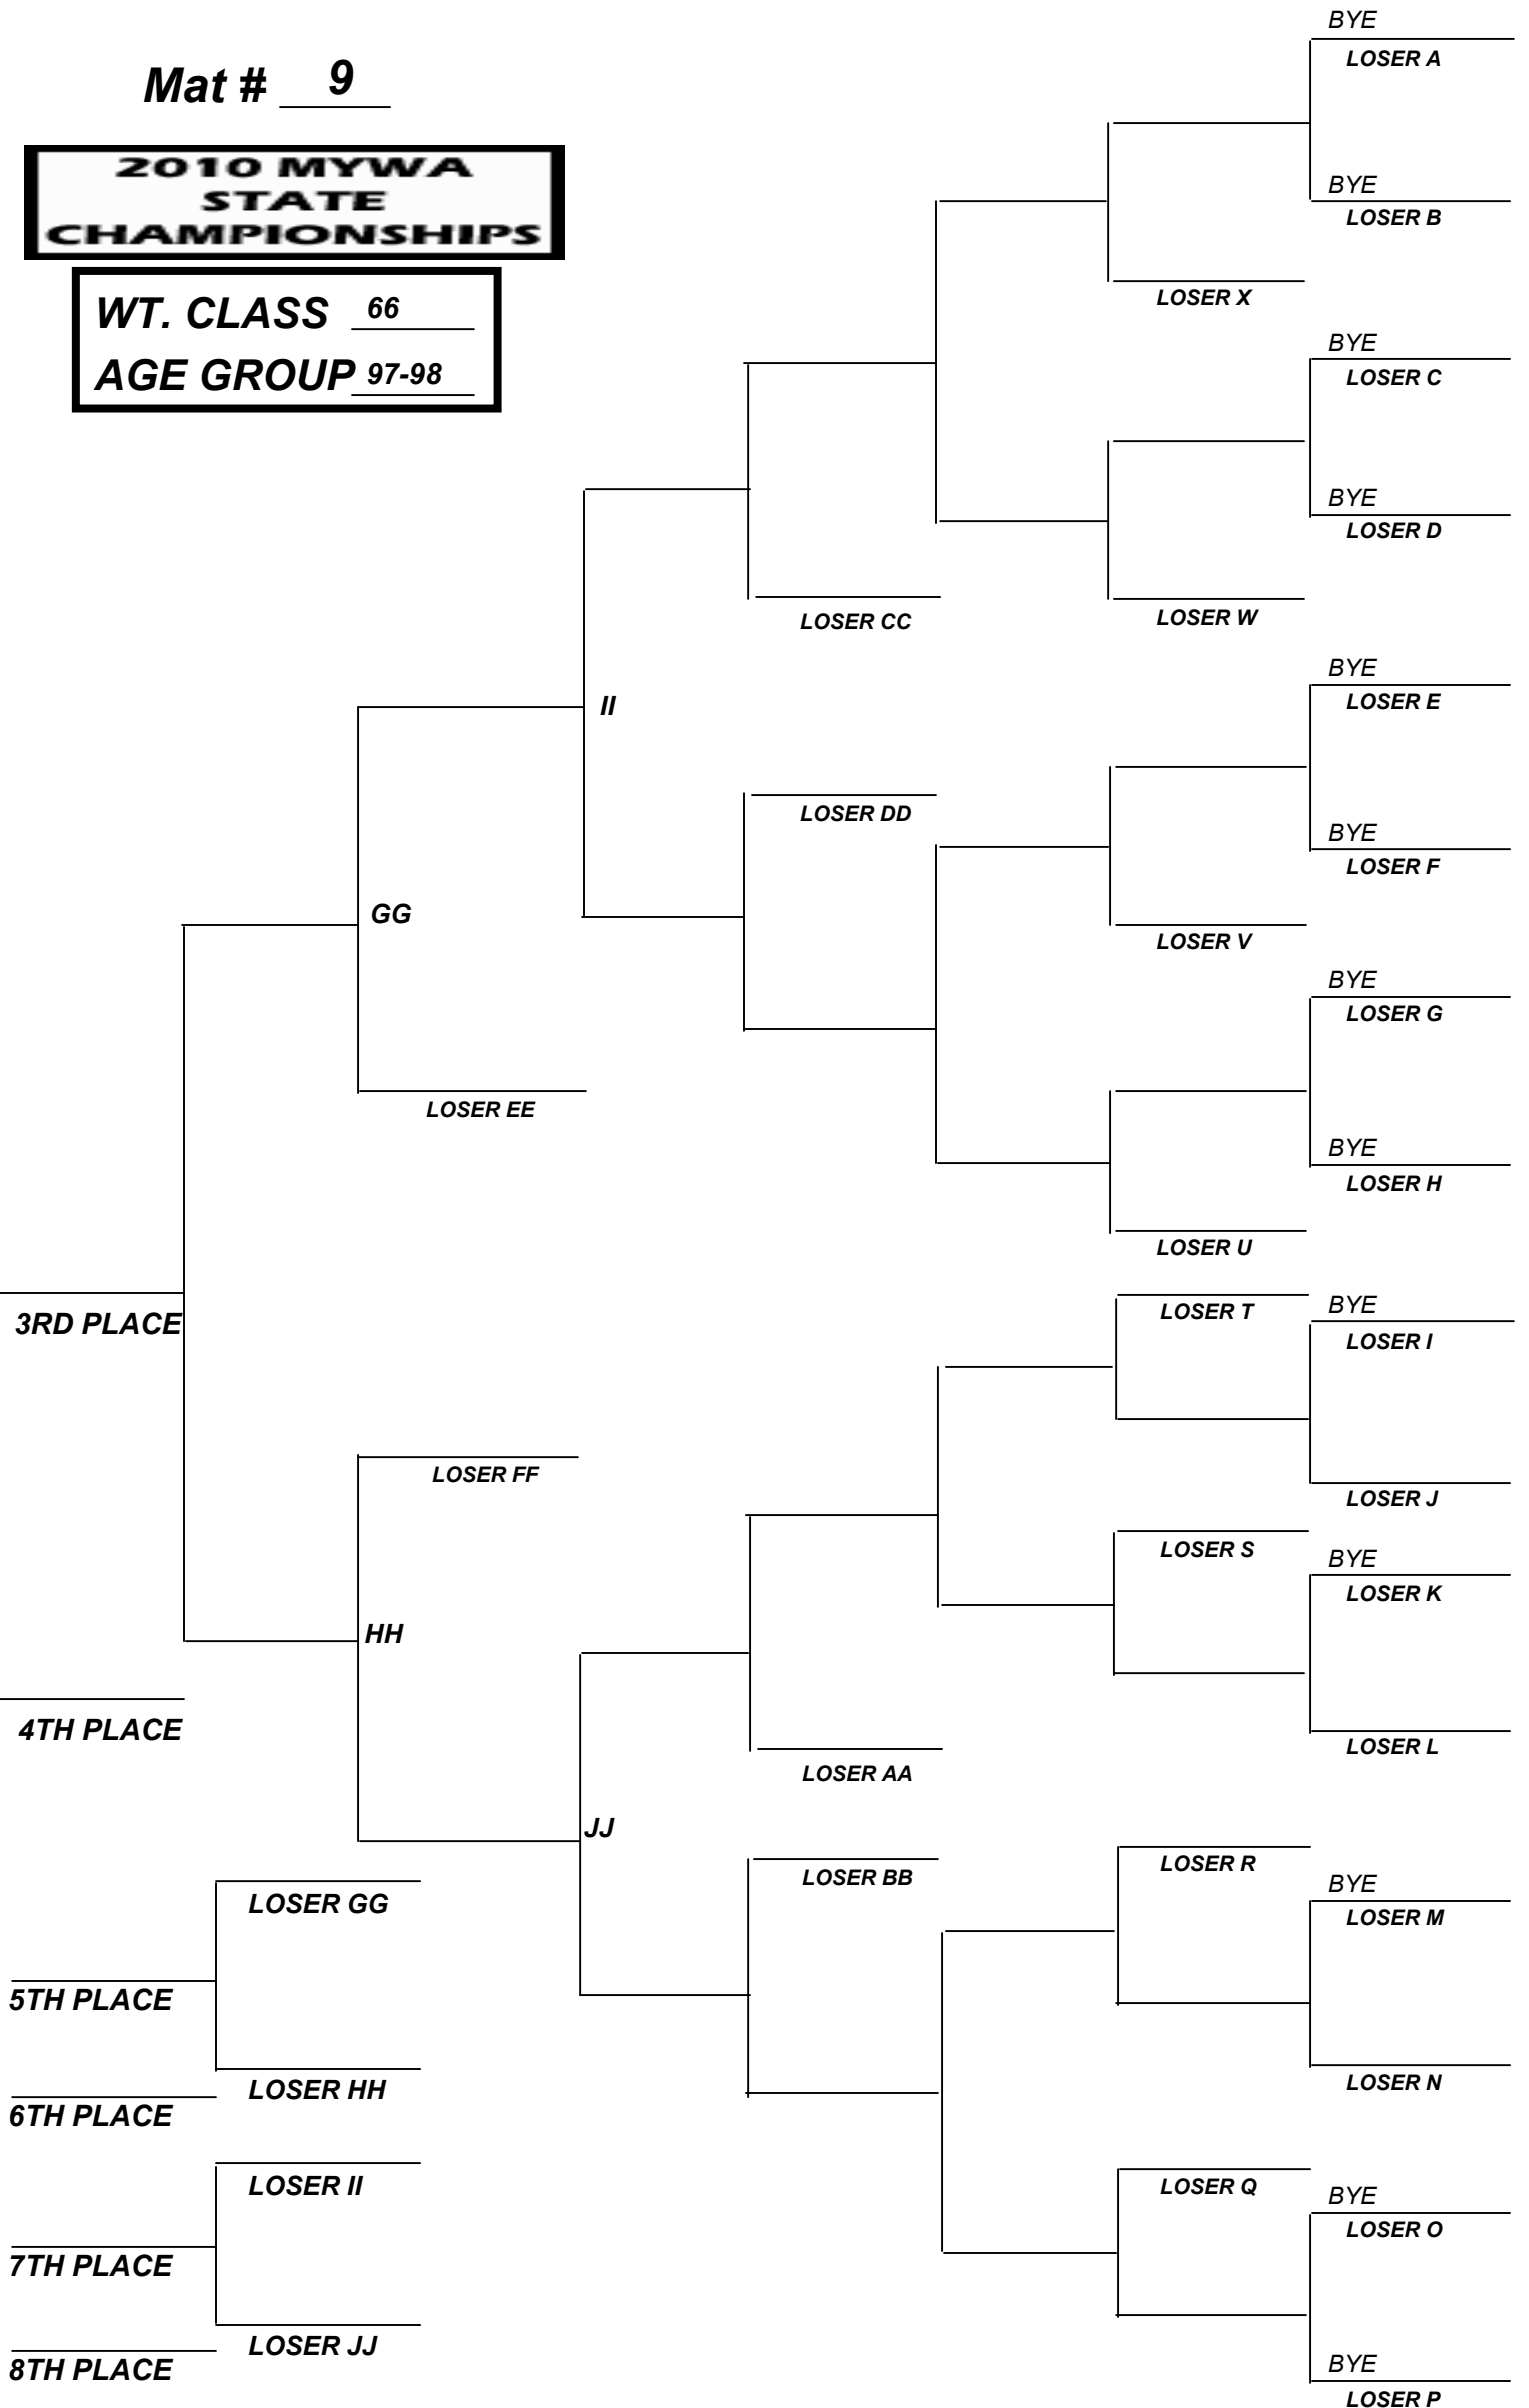 Mat # 9
2010 MYWA
STATE
CHAMPIONSHIPS
WT. CLASS 66
AGE GROUP 97-98
BYE
LOSER A
BYE
LOSER B
LOSER X
BYE
LOSER C
BYE
LOSER D
LOSER CC
LOSER W
BYE
LOSER E
II
LOSER DD
BYE
LOSER F
GG
LOSER V
BYE
LOSER G
LOSER EE
BYE
LOSER H
LOSER U
3RD PLACE
LOSER T
BYE
LOSER I
LOSER FF
LOSER J
LOSER S
BYE
LOSER K
HH
4TH PLACE
LOSER L
LOSER AA
JJ
LOSER BB
LOSER R
BYE
LOSER M
LOSER GG
5TH PLACE
LOSER HH
LOSER N
6TH PLACE
LOSER II
LOSER Q
BYE
LOSER O
7TH PLACE
LOSER JJ
8TH PLACE
BYE
LOSER P